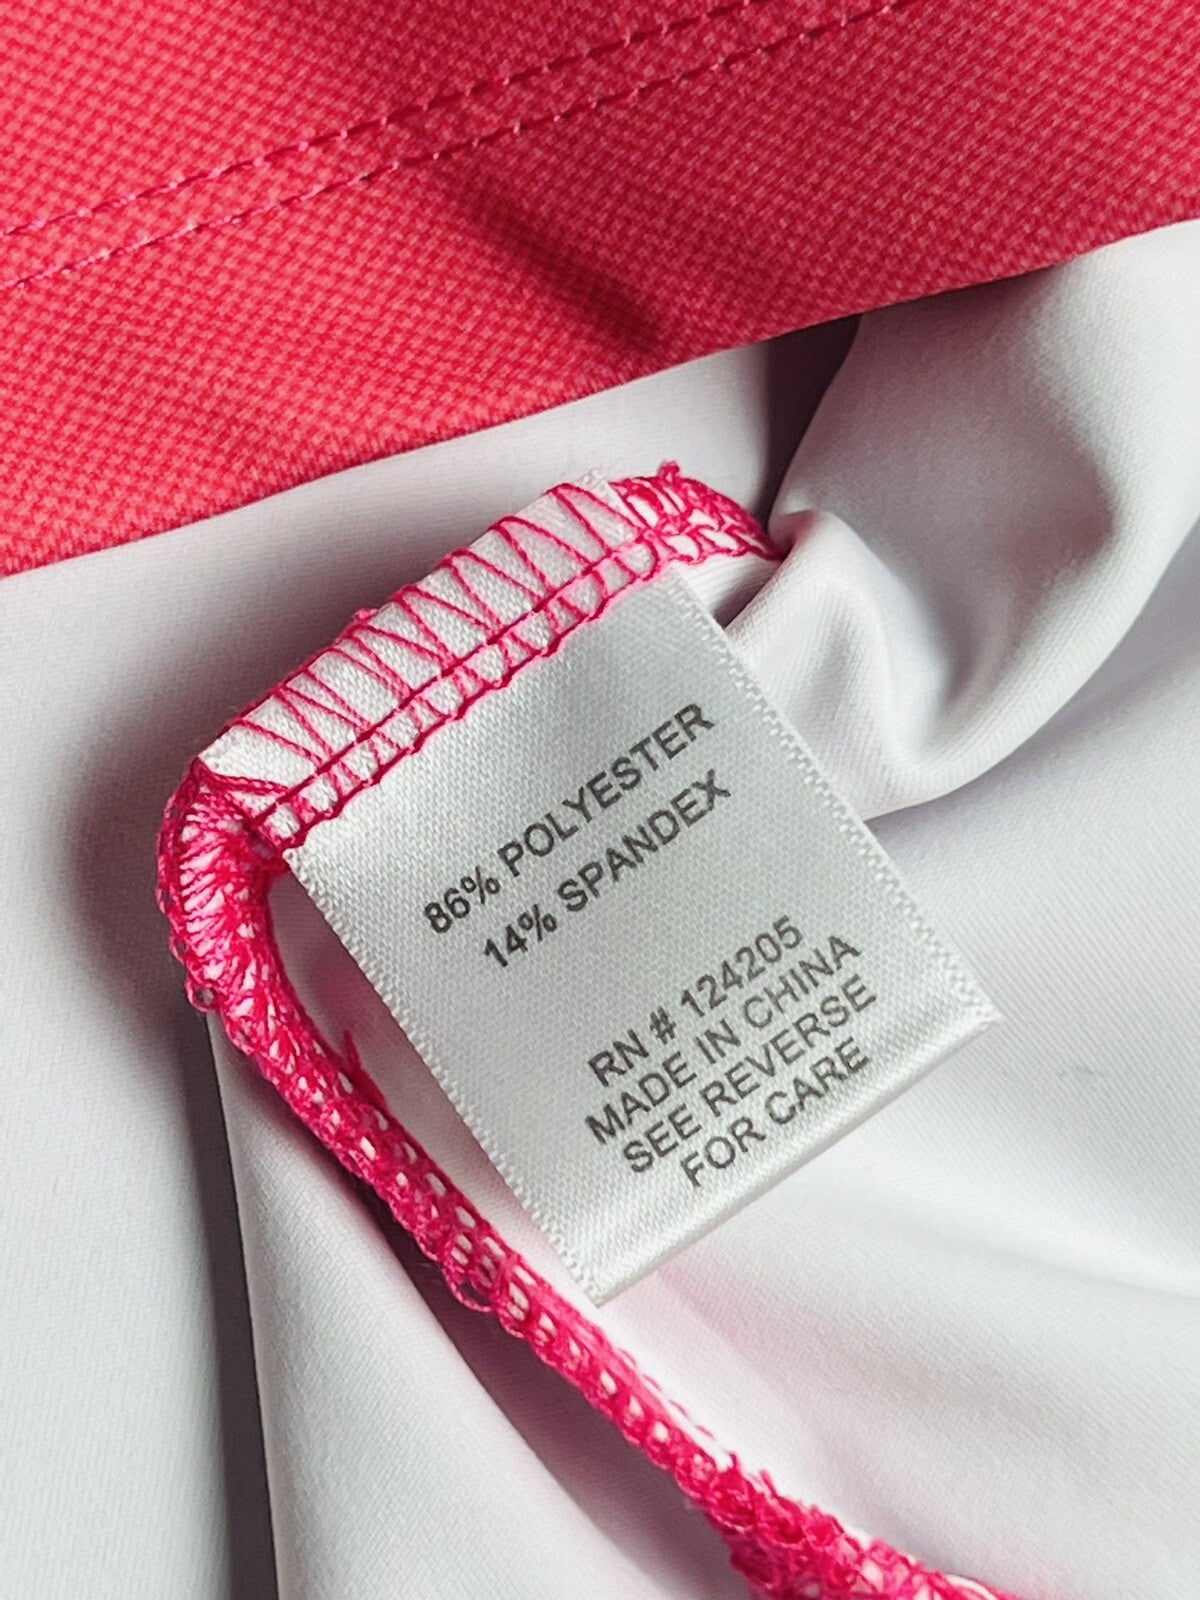 86% POLYESTER
14% SPANDEX
RN # 124205
MADE IN CHINA
SEE REVERSE
FOR CARE